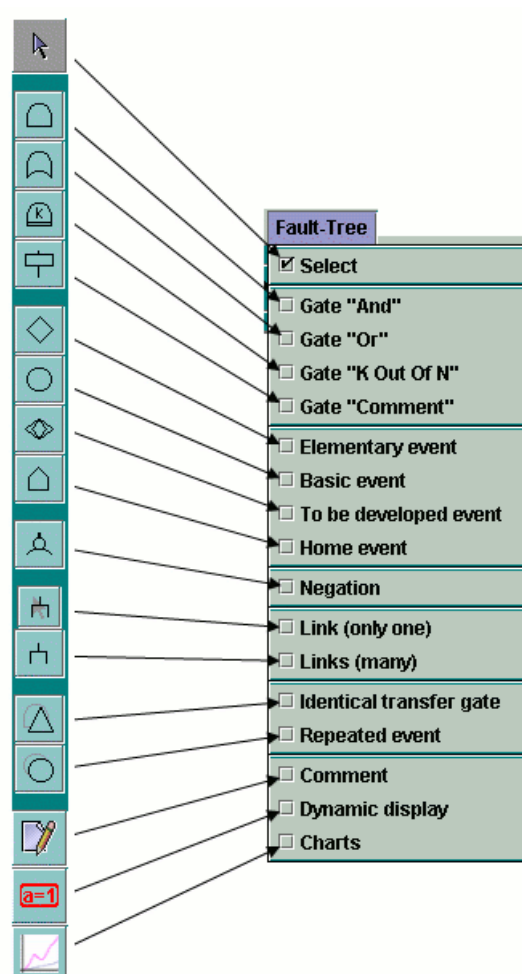 Fault-Tree
Select
Gate "And"
Gate "Or"
K
Gate "K Out Of N"
Gate "Comment"
Elementary event
Basic event
To be developed event
Home event
Negation
Link (only one)
Links (many)
Identical transfer gate
Repeated event
Comment
Dynamic display
Charts
a=1